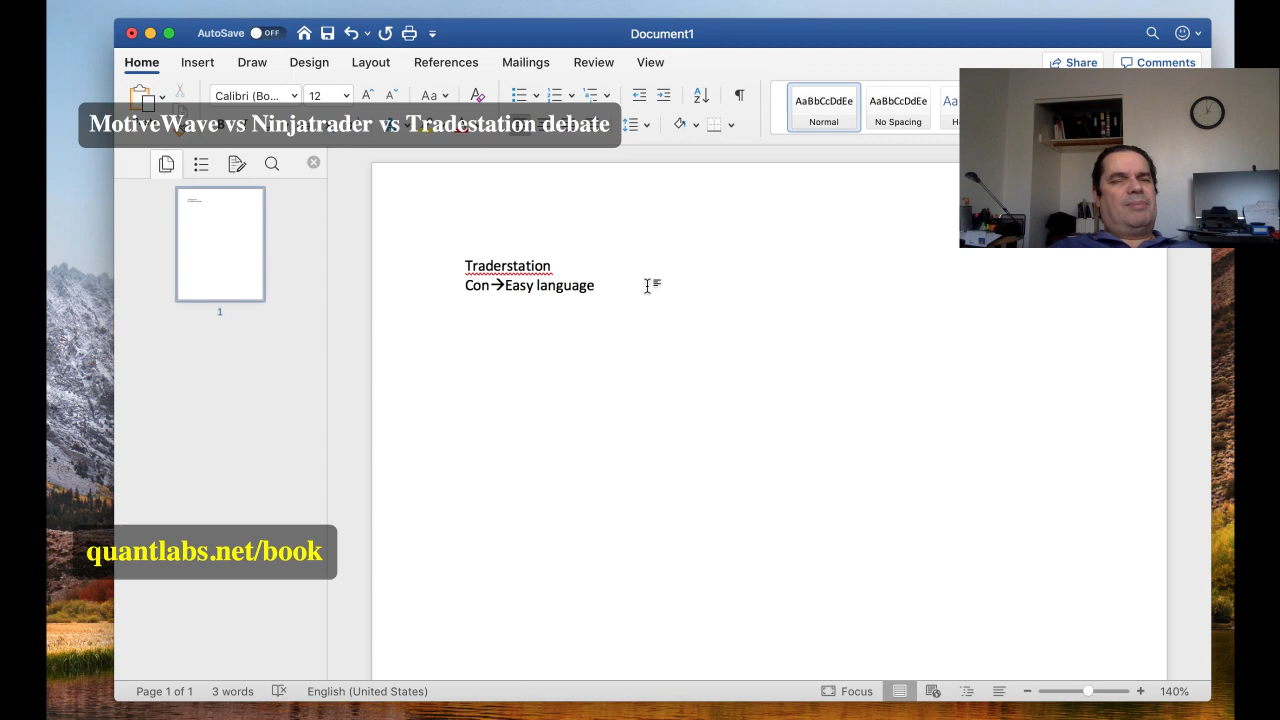 AutoSave OFF
Document1
Home Insert Draw Design Layout References Mailings Review View
Share Comments
Calibri (Bo... 12 Aa
AaBbCcDdEe AaBbCcDdEe
Normal No Spacing
MotiveWave vs Ninjatrader vs Tradestation debate
Traderstation
Con→Easy language
1
quantlabs.net/book
Page 1 of 1 3 words English (United States) Focus 140%